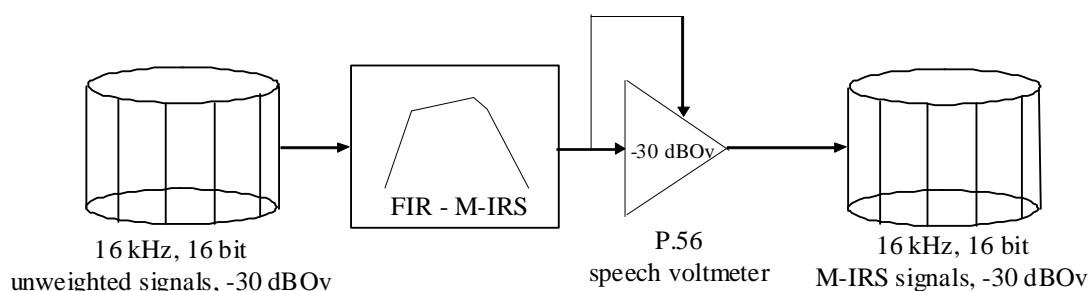 FIR - M-IRS
-30 dBOv
16 kHz, 16 bit
unweighted signals, -30 dBOv
P.56
speech voltmeter
16 kHz, 16 bit
M-IRS signals, -30 dBOv